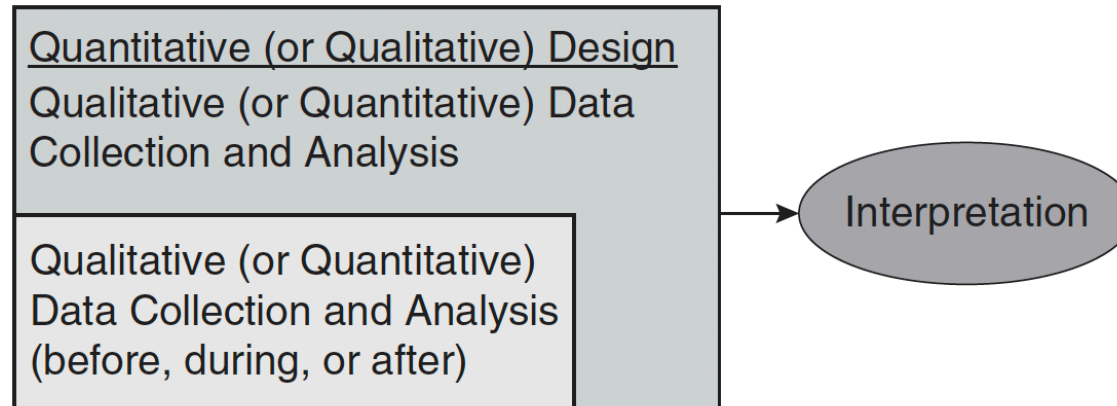 Quantitative (or Qualitative) Design
Qualitative (or Quantitative) Data
Collection and Analysis
Qualitative (or Quantitative)
Data Collection and Analysis
(before, during, or after)
Interpretation